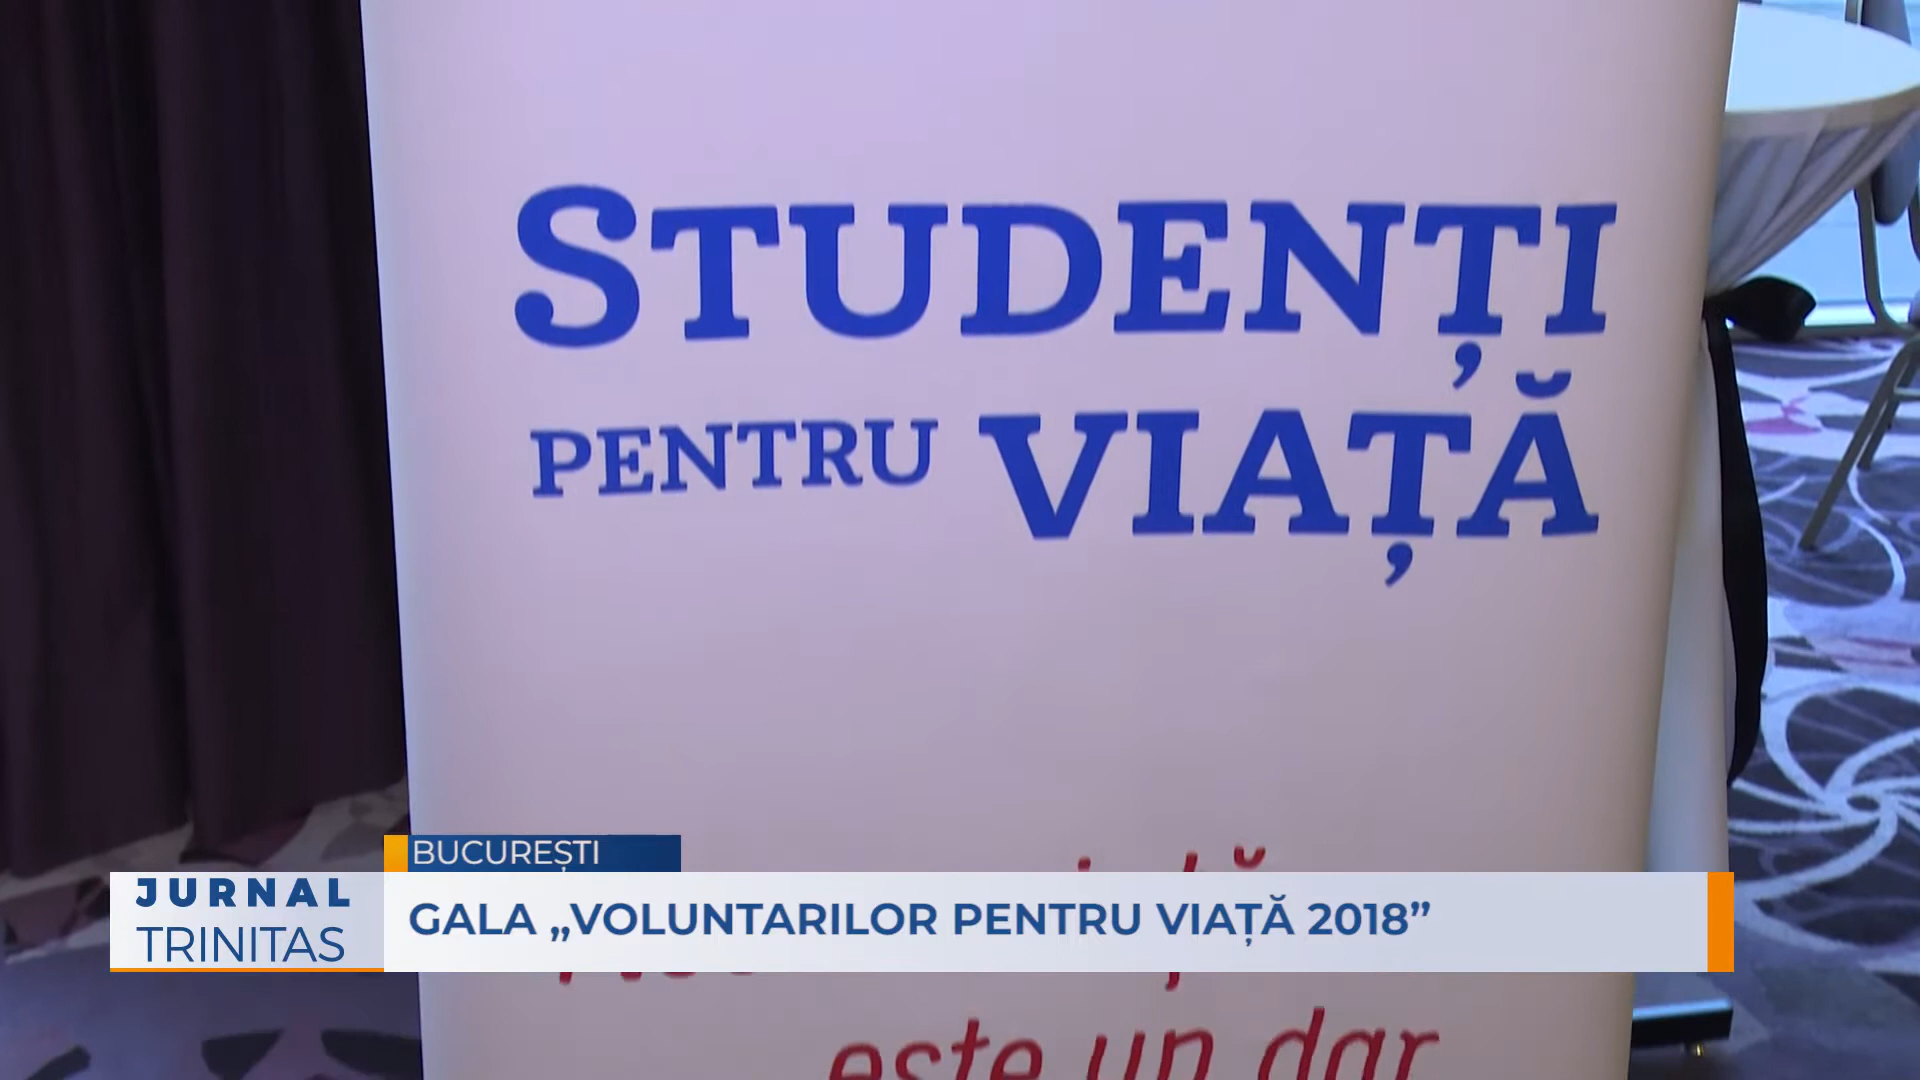 STUDENȚI
PENTRU VIAȚĂ
BUCUREȘTI
JURNAL
TRINITAS
GALA „VOLUNTARILOR PENTRU VIAȚĂ 2018”
este un dar